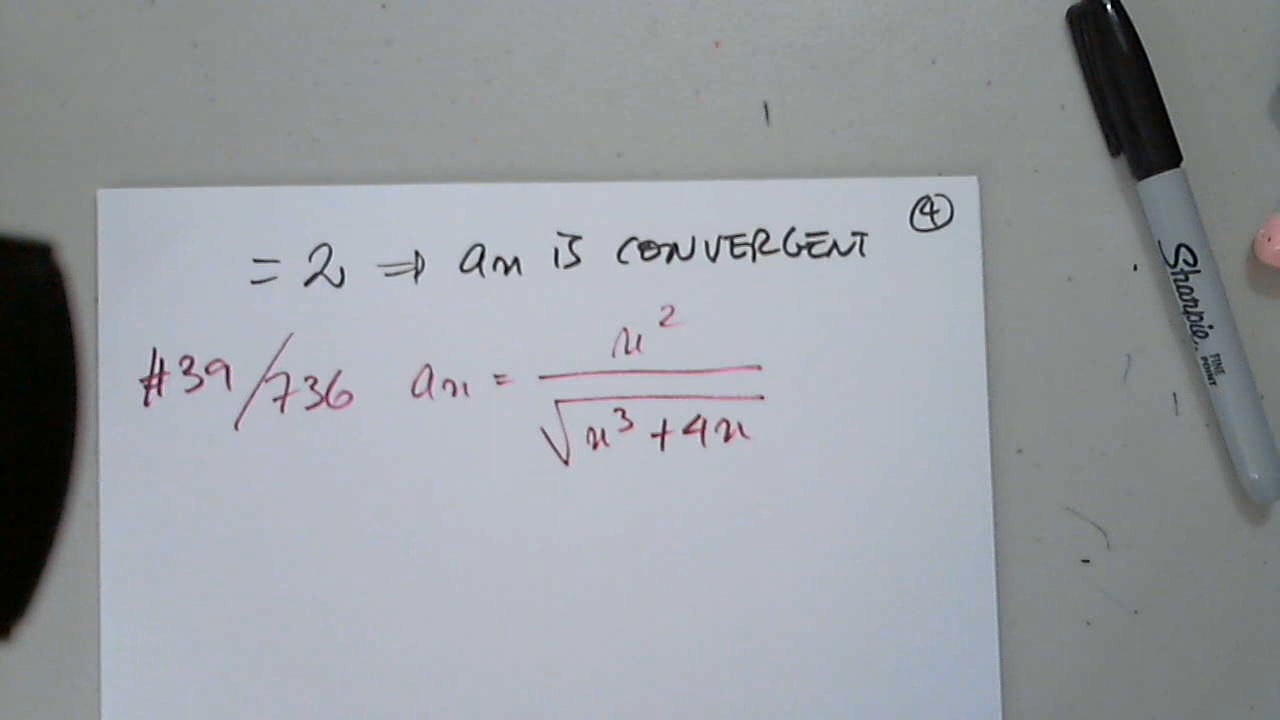 ④
= 2 ⇒ an is CONVERGENT
#39/736 an = n² / √(n³+4n)
Sharpie.
FINE POINT